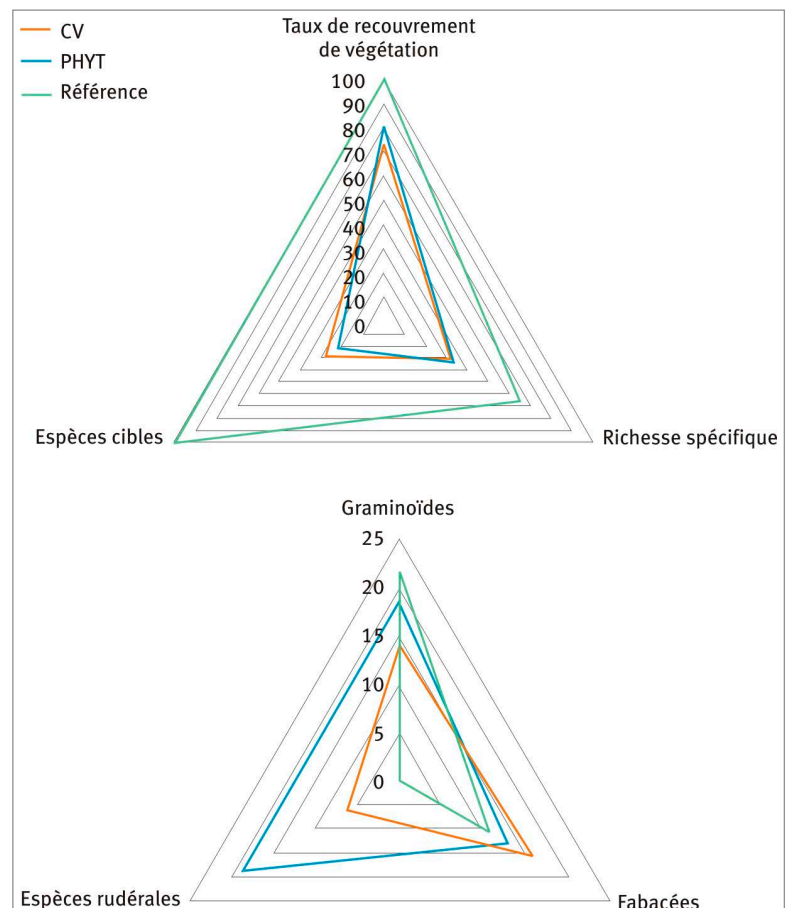 CV
PHYT
Référence
Taux de recouvrement
de végétation
100
90
80
70
60
50
40
30
20
10
0
Espèces cibles
Richesse spécifique
Graminoïdes
25
20
15
10
5
0
Espèces rudérales
Fabacées